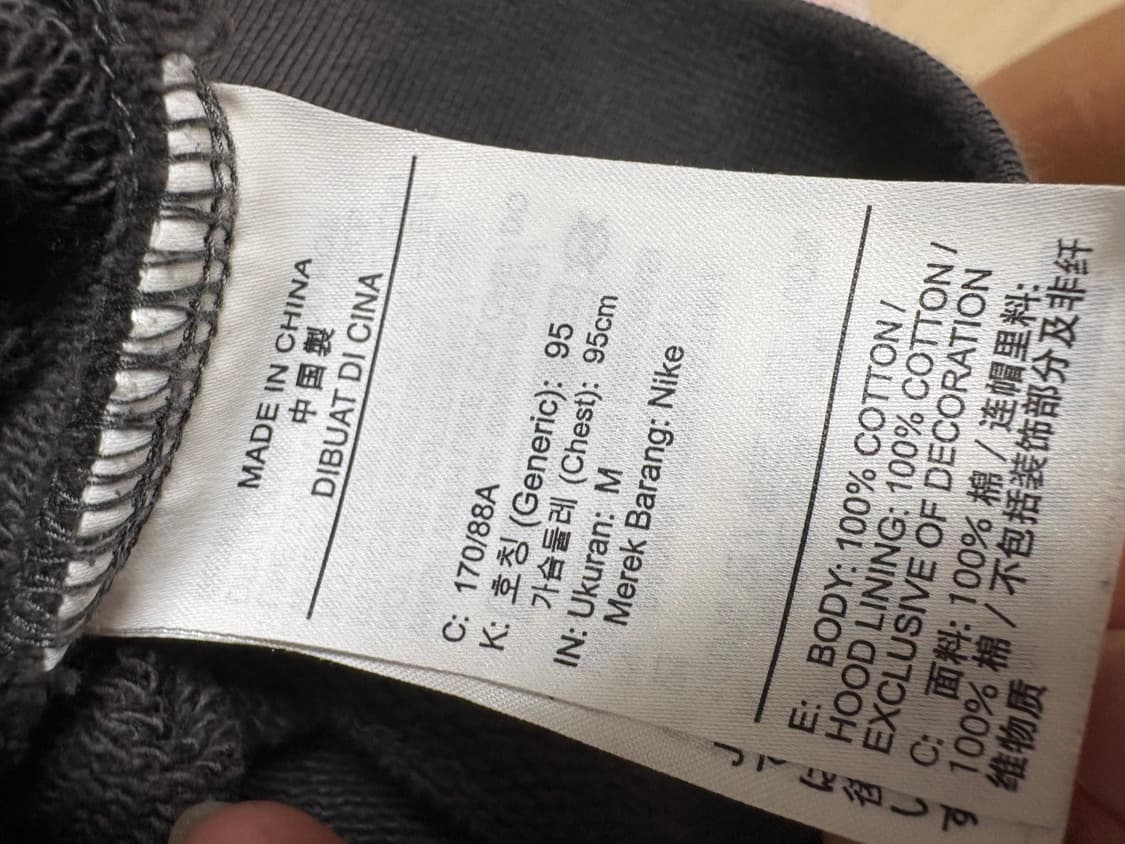 MADE IN CHINA
中国製
DIBUAT DI CINA
C: 170/88A
K: 호칭 (Generic): 95
가슴둘레 (Chest): 95cm
IN: Ukuran: M
Merek Barang: Nike
E: BODY: 100% COTTON /
HOOD LINING: 100% COTTON /
EXCLUSIVE OF DECORATION
C: 面料: 100% 棉 / 连帽里料:
100% 棉 / 不包括装饰部分及非纤
维物质